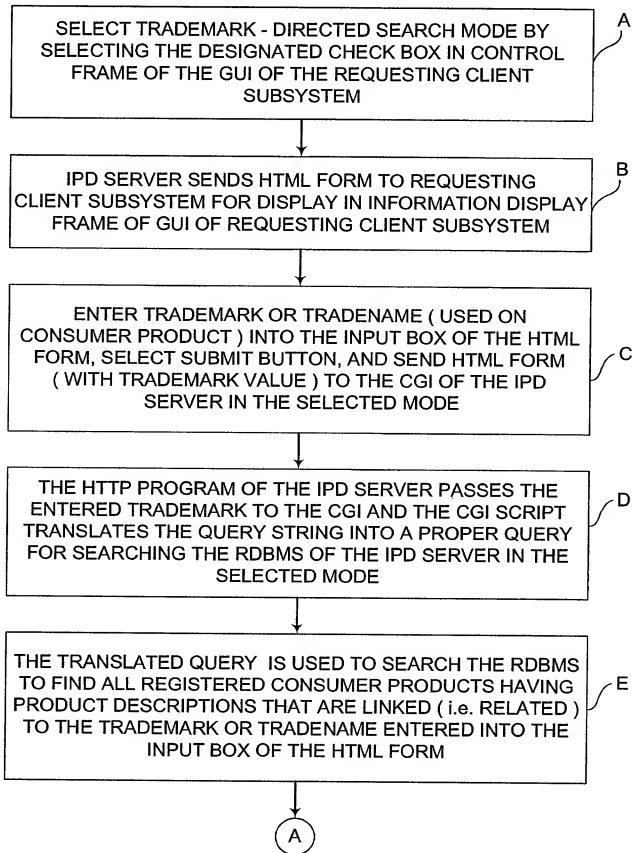 SELECT TRADEMARK - DIRECTED SEARCH MODE BY
SELECTING THE DESIGNATED CHECK BOX IN CONTROL
FRAME OF THE GUI OF THE REQUESTING CLIENT
SUBSYSTEM
A
IPD SERVER SENDS HTML FORM TO REQUESTING
CLIENT SUBSYSTEM FOR DISPLAY IN INFORMATION DISPLAY
FRAME OF GUI OF REQUESTING CLIENT SUBSYSTEM
B
ENTER TRADEMARK OR TRADENAME ( USED ON
CONSUMER PRODUCT ) INTO THE INPUT BOX OF THE HTML
FORM, SELECT SUBMIT BUTTON, AND SEND HTML FORM
( WITH TRADEMARK VALUE ) TO THE CGI OF THE IPD
SERVER IN THE SELECTED MODE
C
THE HTTP PROGRAM OF THE IPD SERVER PASSES THE
ENTERED TRADEMARK TO THE CGI AND THE CGI SCRIPT
TRANSLATES THE QUERY STRING INTO A PROPER QUERY
FOR SEARCHING THE RDBMS OF THE IPD SERVER IN THE
SELECTED MODE
D
THE TRANSLATED QUERY IS USED TO SEARCH THE RDBMS
TO FIND ALL REGISTERED CONSUMER PRODUCTS HAVING
PRODUCT DESCRIPTIONS THAT ARE LINKED ( i.e. RELATED )
TO THE TRADEMARK OR TRADENAME ENTERED INTO THE
INPUT BOX OF THE HTML FORM
E
A